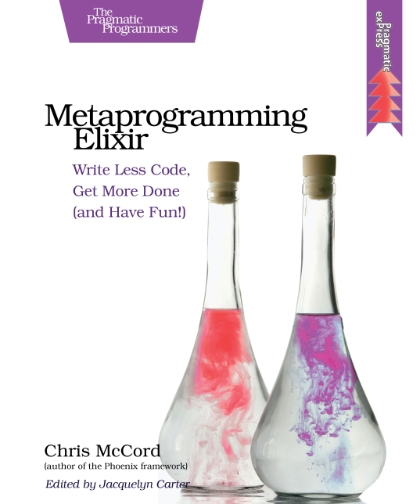 The
Pragmatic
Programmers
Pragmatic
exPress
Metaprogramming
Elixir
Write Less Code,
Get More Done
(and Have Fun!)
Chris McCord
(author of the Phoenix framework)
Edited by Jacquelyn Carter